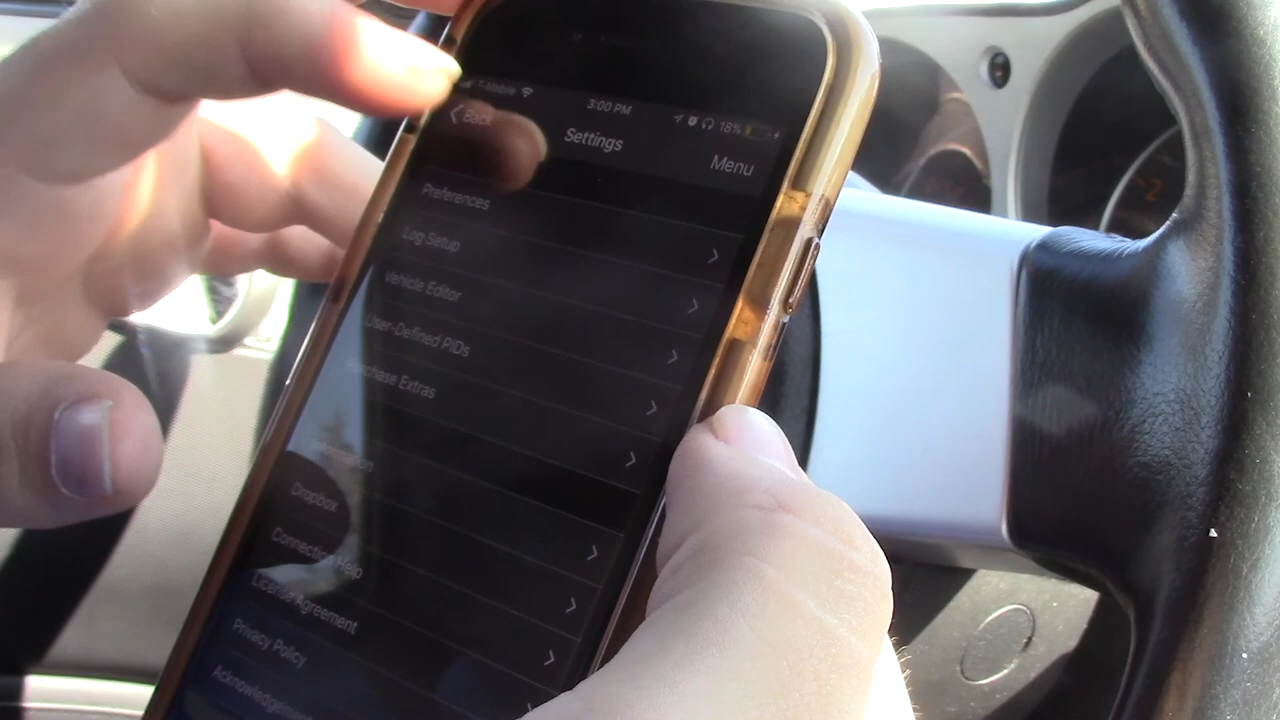 T-Mobile 3:00 PM 18%
Back Settings Menu
Preferences
Log Setup
Vehicle Editor
User-Defined PIDs
Purchase Extras
Dropbox
Connection Help
License Agreement
Privacy Policy